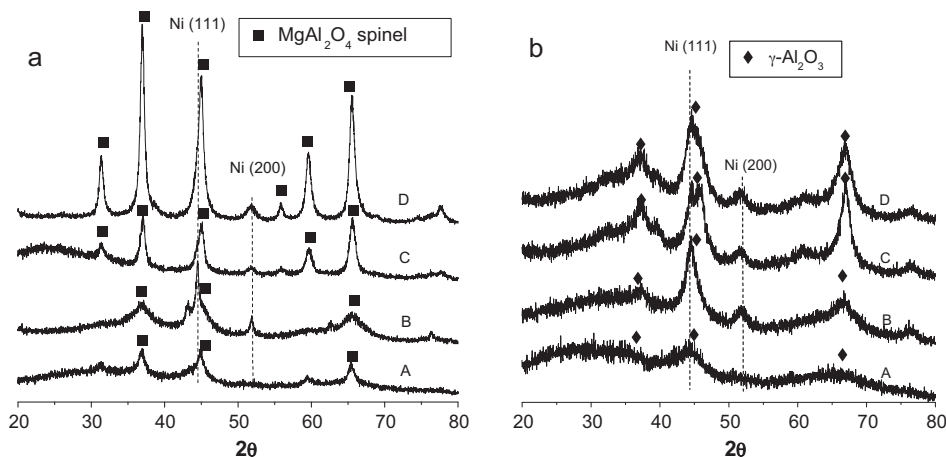 a
Ni (111)
■ MgAl₂O₄ spinel
Ni (200)
D
C
B
A
20 30 40 50 60 70 80
2θ
b
Ni (111)
♦ γ-Al₂O₃
Ni (200)
D
C
B
A
20 30 40 50 60 70 80
2θ